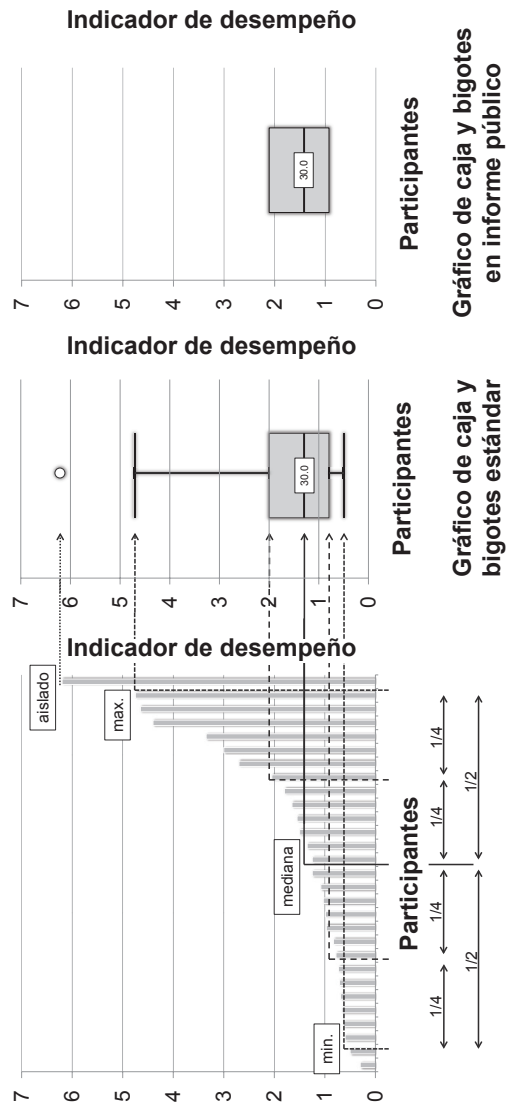 Indicador de desempeño
7
6
5
4
3
2
1
0
aislado
max.
mediana
min.
Participantes
1/4
1/4
1/4
1/4
1/2
1/2
Indicador de desempeño
7
6
5
4
3
2
1
0
30.0
Participantes
Gráfico de caja y
bigotes estándar
Indicador de desempeño
7
6
5
4
3
2
1
0
30.0
Participantes
Gráfico de caja y bigotes
en informe público